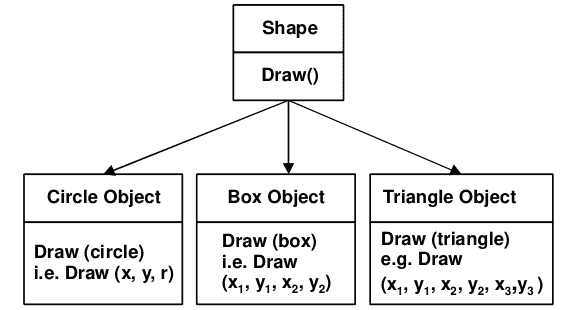 Shape
Draw()
Circle Object
Draw (circle)
i.e. Draw (x, y, r)
Box Object
Draw (box)
i.e. Draw
(x₁, y₁, x₂, y₂)
Triangle Object
Draw (triangle)
e.g. Draw
(x₁, y₁, x₂, y₂, x₃,y₃ )